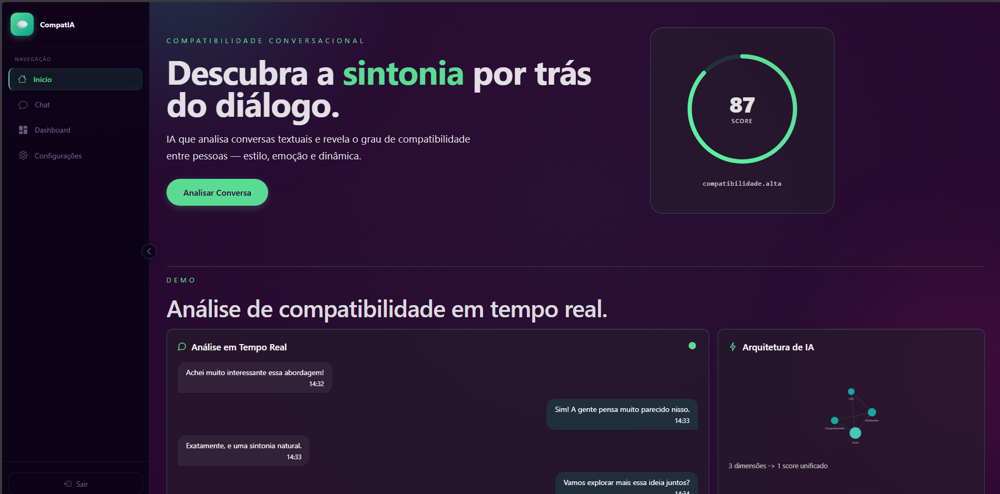 CompatIA
NAVEGAÇÃO
Início
Chat
Dashboard
Configurações
Sair
COMPATIBILIDADE CONVERSACIONAL
Descubra a sintonia por trás
do diálogo.
IA que analisa conversas textuais e revela o grau de compatibilidade
entre pessoas — estilo, emoção e dinâmica.
Analisar Conversa
87
SCORE
compatibilidade.alta
DEMO
Análise de compatibilidade em tempo real.
Análise em Tempo Real
Achei muito interessante essa abordagem!
14:32
Sim! A gente pensa muito parecido nisso.
14:33
Exatamente, e uma sintonia natural.
14:33
Vamos explorar mais essa ideia juntos?
14:34
Arquitetura de IA
Sentimento
Comportamento
Score
3 dimensões -> 1 score unificado